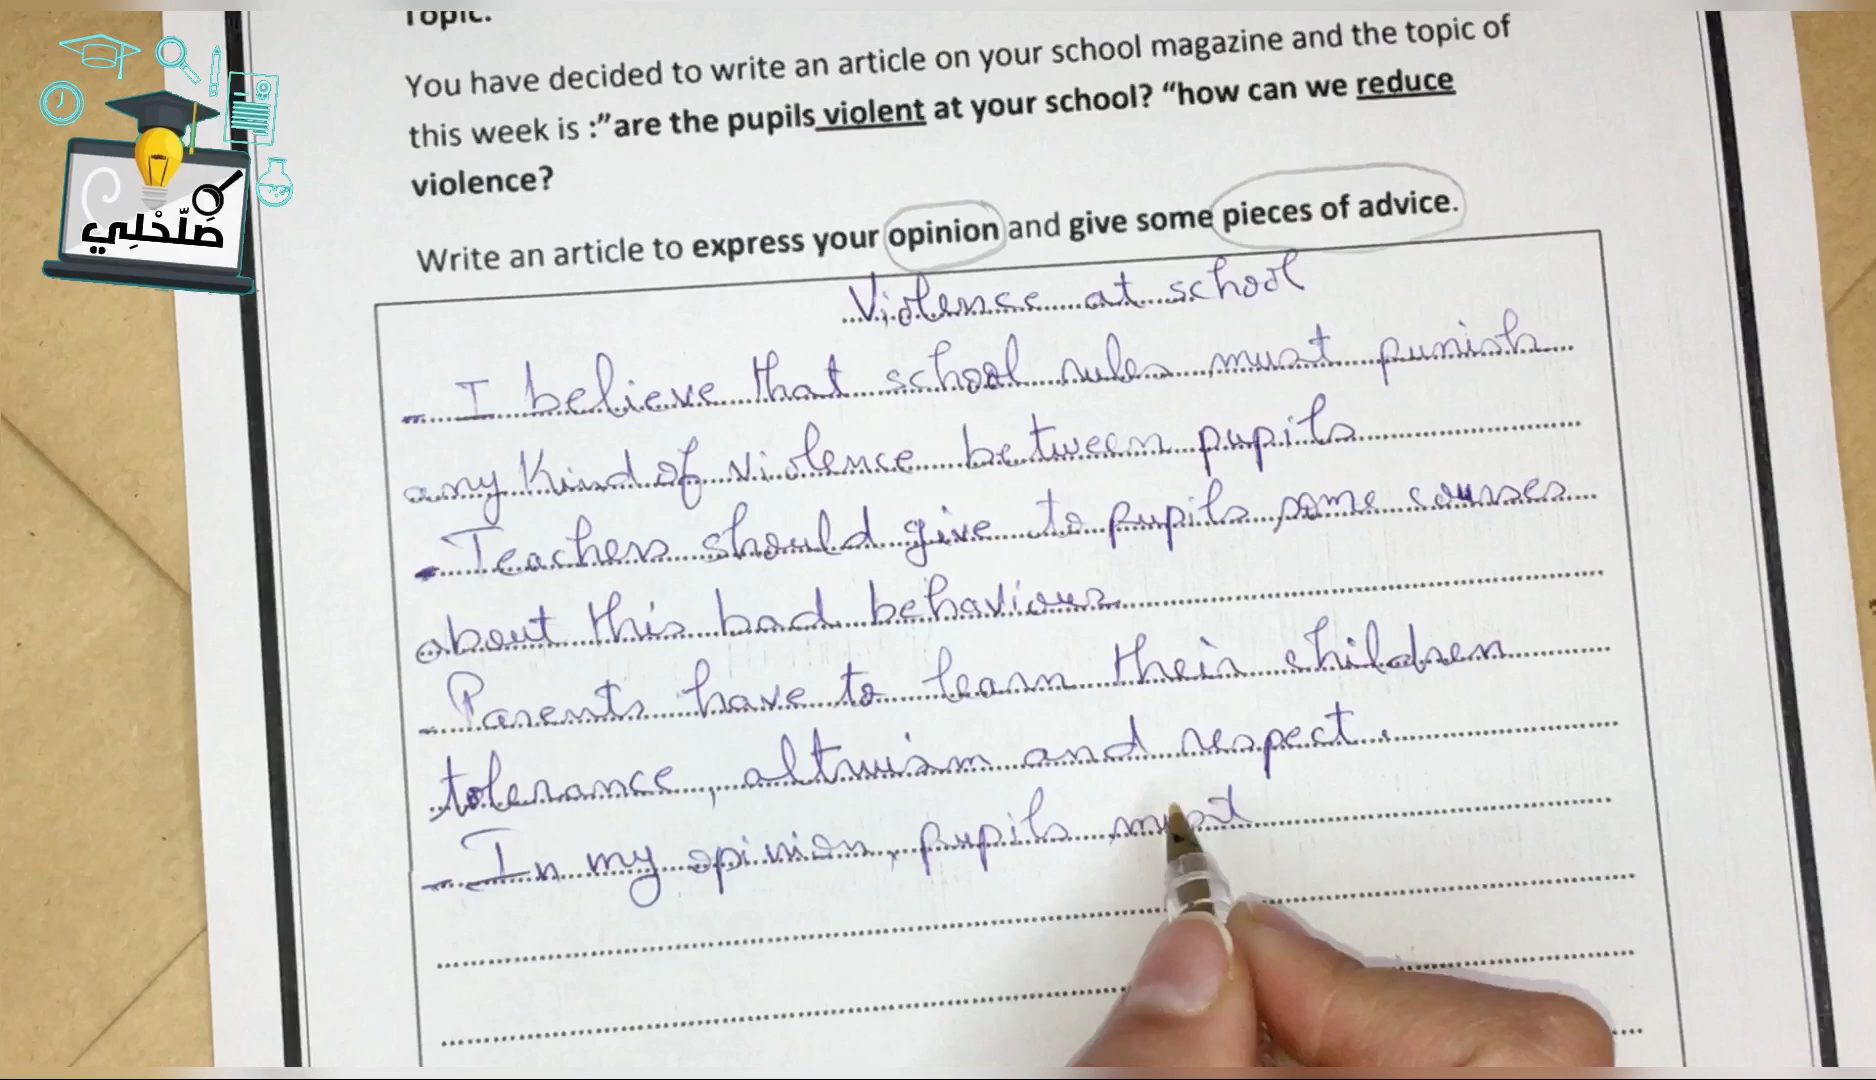 Topic:
You have decided to write an article on your school magazine and the topic of
this week is :”are the pupils violent at your school? “how can we reduce
violence?
Write an article to express your opinion and give some pieces of advice.
صَلَّحْلِي
Violence at school
- I believe that school rules must punish
any kind of violence between pupils
- Teachers should give to pupils some courses
about this bad behaviour
- Parents have to learn their children
tolerance, altruism and respect.
- In my opinion, pupils must